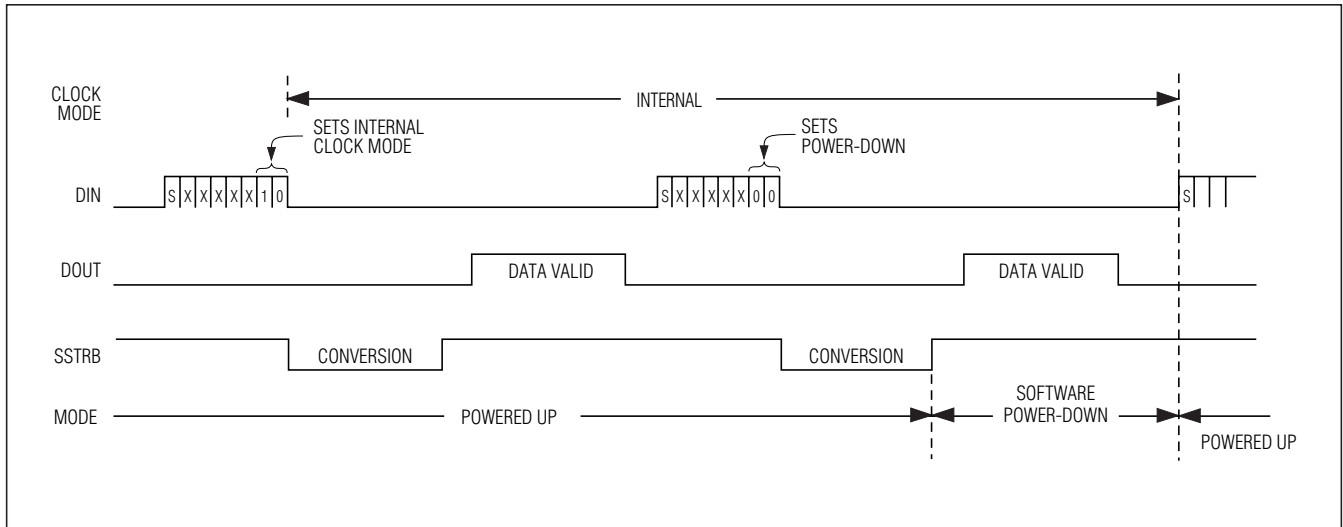 CLOCK
MODE
INTERNAL
SETS INTERNAL
CLOCK MODE
SETS
POWER-DOWN
DIN
S X X X X X 1 0
S X X X X X 0 0
S
DOUT
DATA VALID
DATA VALID
SSTRB
CONVERSION
CONVERSION
MODE
POWERED UP
SOFTWARE
POWER-DOWN
POWERED UP